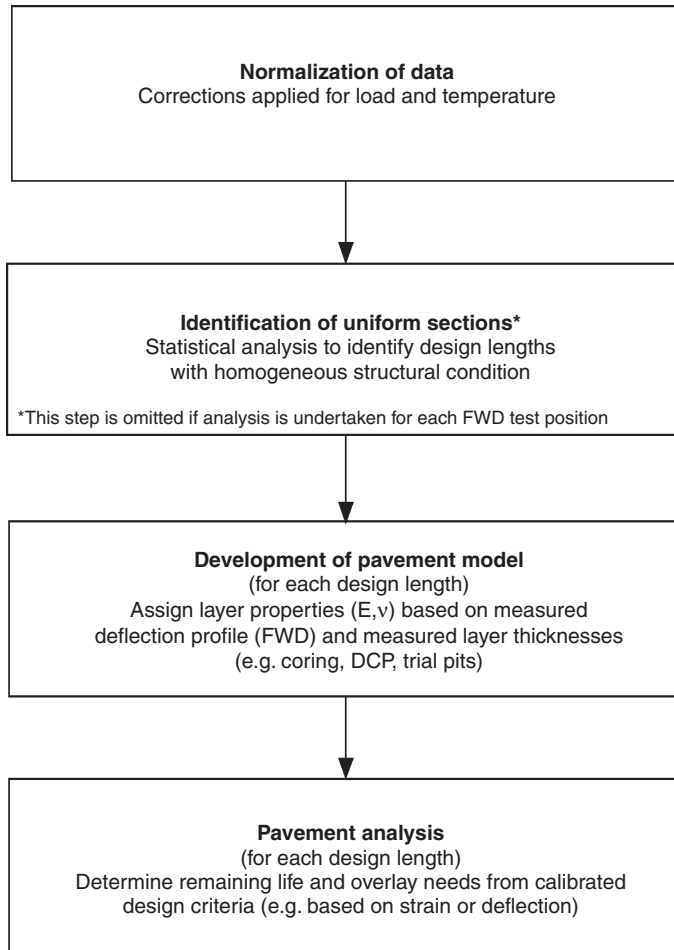 Normalization of data
Corrections applied for load and temperature
Identification of uniform sections*
Statistical analysis to identify design lengths
with homogeneous structural condition
*This step is omitted if analysis is undertaken for each FWD test position
Development of pavement model
(for each design length)
Assign layer properties (E,ν) based on measured
deflection profile (FWD) and measured layer thicknesses
(e.g. coring, DCP, trial pits)
Pavement analysis
(for each design length)
Determine remaining life and overlay needs from calibrated
design criteria (e.g. based on strain or deflection)